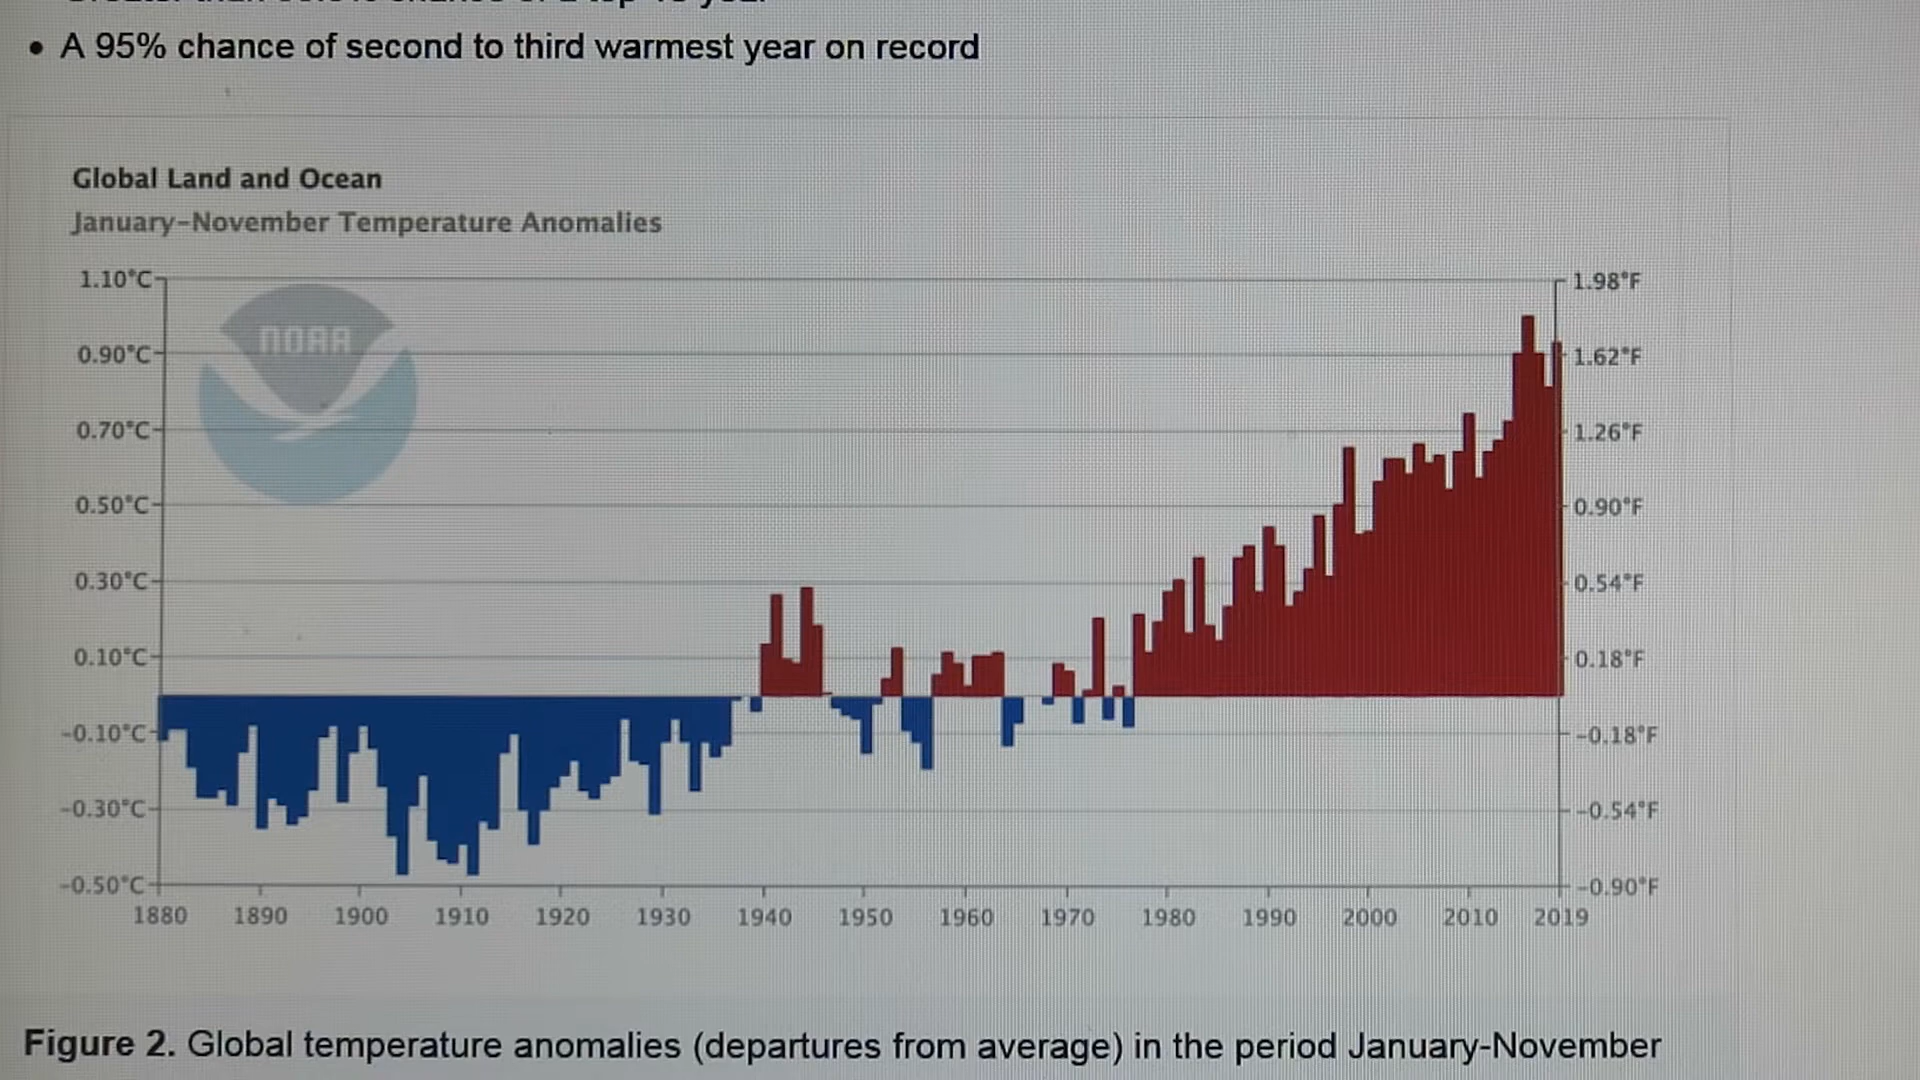 • A 95% chance of second to third warmest year on record
Global Land and Ocean
January-November Temperature Anomalies
1.10°C
1.98°F
NOAA
0.90°C
1.62°F
0.70°C
1.26°F
0.50°C
0.90°F
0.30°C
0.54°F
0.10°C
0.18°F
-0.10°C
-0.18°F
-0.30°C
-0.54°F
-0.50°C
-0.90°F
1880 1890 1900 1910 1920 1930 1940 1950 1960 1970 1980 1990 2000 2010 2019
Figure 2. Global temperature anomalies (departures from average) in the period January-November